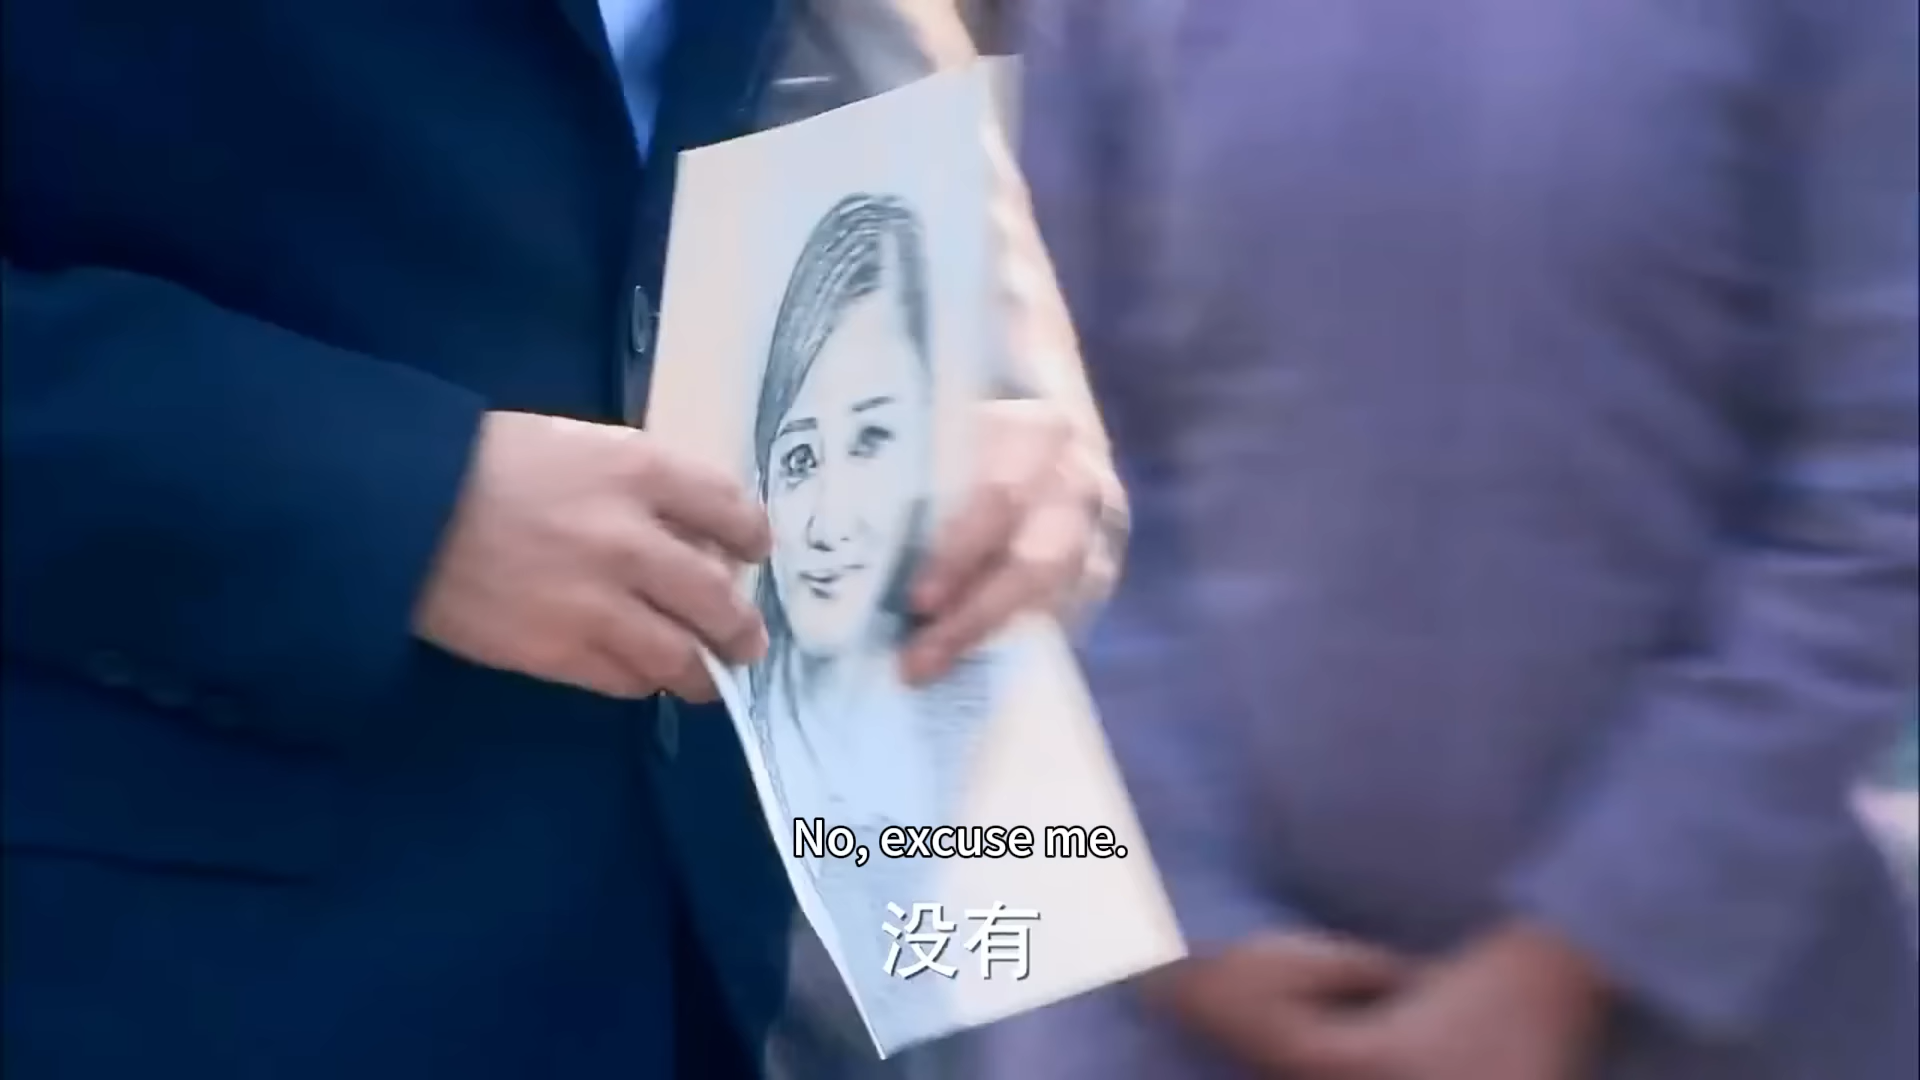 No, excuse me.
没有